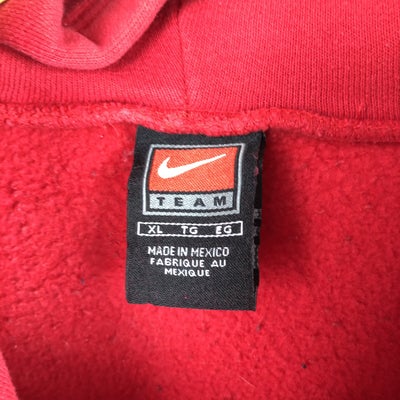 TEAM
XL TG EG
MADE IN MEXICO
FABRIQUE AU
MEXIQUE